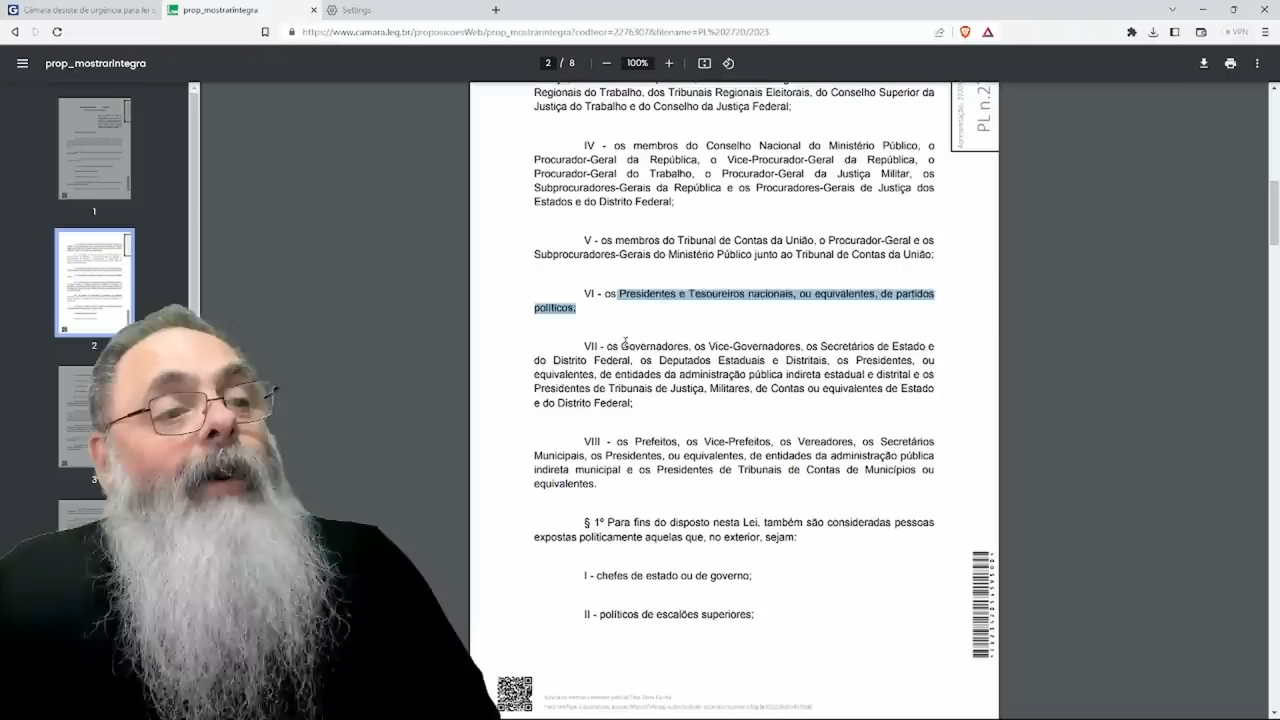 Câmara desiste de urgência para lei q
prop_mostrarintegra
Settings
https://www.camara.leg.br/proposicoesWeb/prop_mostrarintegra?codteor=2276307&filename=PL%202720/2023
VPN
prop_mostrarintegra
2 / 8
100%
1
2
3
Regionais do Trabalho, dos Tribunais Regionais Eleitorais, do Conselho Superior da
Justiça do Trabalho e do Conselho da Justiça Federal;
IV - os membros do Conselho Nacional do Ministério Público, o
Procurador-Geral da República, o Vice-Procurador-Geral da República, o
Procurador-Geral do Trabalho, o Procurador-Geral da Justiça Militar, os
Subprocuradores-Gerais da República e os Procuradores-Gerais de Justiça dos
Estados e do Distrito Federal;
V - os membros do Tribunal de Contas da União, o Procurador-Geral e os
Subprocuradores-Gerais do Ministério Público junto ao Tribunal de Contas da União;
VI - os Presidentes e Tesoureiros nacionais, ou equivalentes, de partidos
políticos;
VII - os Governadores, os Vice-Governadores, os Secretários de Estado e
do Distrito Federal, os Deputados Estaduais e Distritais, os Presidentes, ou
equivalentes, de entidades da administração pública indireta estadual e distrital e os
Presidentes de Tribunais de Justiça, Militares, de Contas ou equivalentes de Estado
e do Distrito Federal;
VIII - os Prefeitos, os Vice-Prefeitos, os Vereadores, os Secretários
Municipais, os Presidentes, ou equivalentes, de entidades da administração pública
indireta municipal e os Presidentes de Tribunais de Contas de Municípios ou
equivalentes.
§ 1º Para fins do disposto nesta Lei, também são consideradas pessoas
expostas politicamente aquelas que, no exterior, sejam:
I - chefes de estado ou de governo;
II - políticos de escalões superiores;
PL n.2
Apresentação: